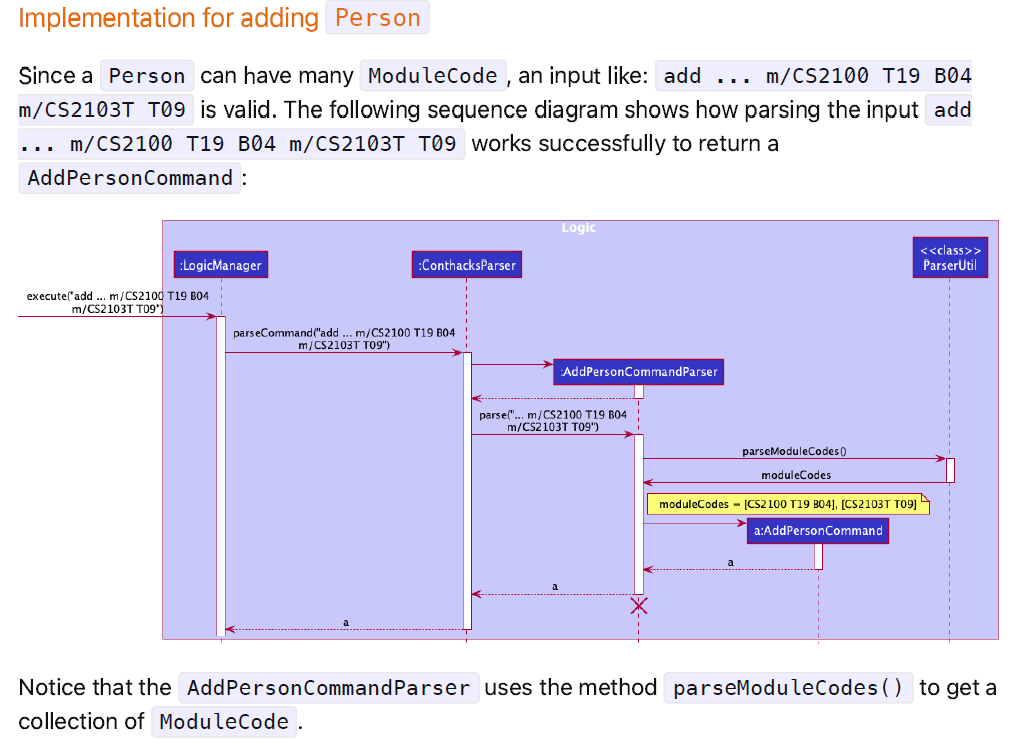 Implementation for adding Person
Since a Person can have many ModuleCode, an input like: add ... m/CS2100 T19 B04
m/CS2103T T09 is valid. The following sequence diagram shows how parsing the input add
... m/CS2100 T19 B04 m/CS2103T T09 works successfully to return a
AddPersonCommand:
Logic
:LogicManager
:ConthacksParser
<<class>>
ParserUtil
execute("add ... m/CS2100 T19 B04
m/CS2103T T09")
parseCommand("add ... m/CS2100 T19 B04
m/CS2103T T09")
:AddPersonCommandParser
parse("... m/CS2100 T19 B04
m/CS2103T T09")
parseModuleCodes()
moduleCodes
moduleCodes = [CS2100 T19 B04], [CS2103T T09]
a:AddPersonCommand
a
a
a
Notice that the AddPersonCommandParser uses the method parseModuleCodes() to get a
collection of ModuleCode.